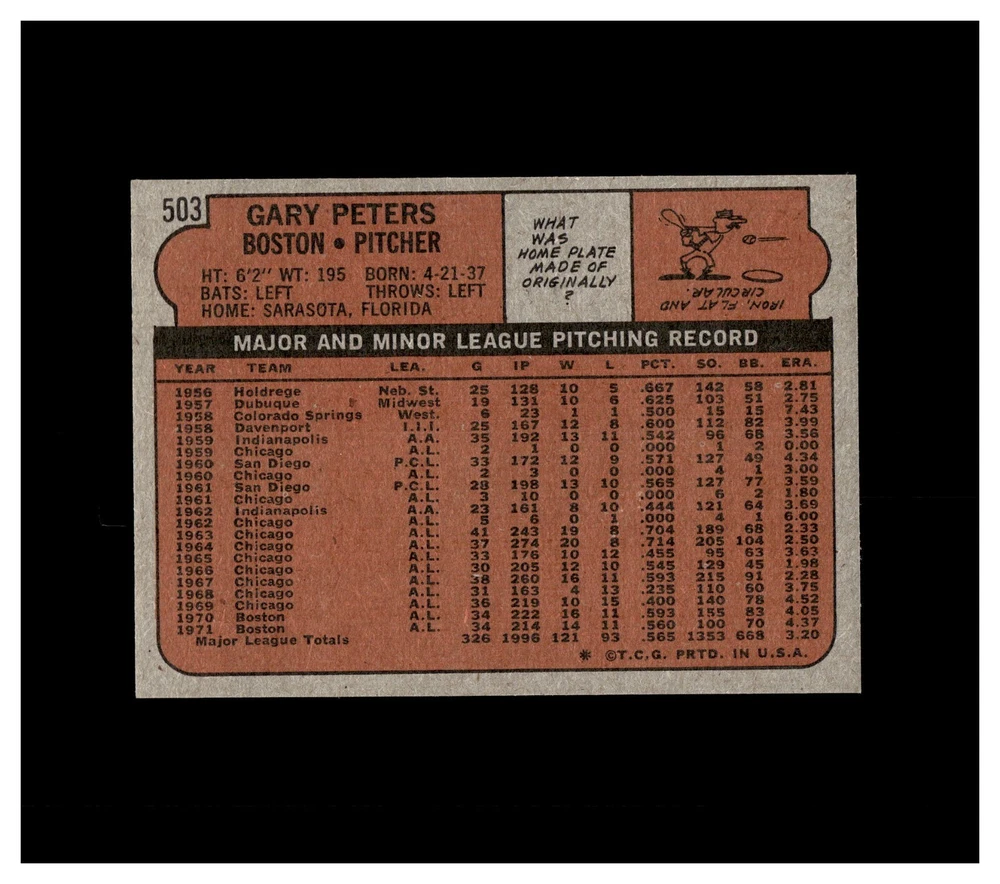 503
GARY PETERS
BOSTON • PITCHER
HT: 6'2" WT: 195 BORN: 4-21-37
BATS: LEFT THROWS: LEFT
HOME: SARASOTA, FLORIDA
WHAT
WAS
HOME PLATE
MADE OF
ORIGINALLY
?
IRON, FLAT AND
CIRCULAR.
MAJOR AND MINOR LEAGUE PITCHING RECORD
YEAR TEAM LEA. G IP W L PCT. SO. BB. ERA.
1956 Holdrege Neb. St. 25 128 10 5 .667 142 58 2.81
1957 Dubuque Midwest 19 131 10 6 .625 103 51 2.75
1958 Colorado Springs West. 6 23 1 1 .500 15 15 7.43
1958 Davenport I.I.I. 25 167 12 8 .600 112 82 3.99
1959 Indianapolis A.A. 35 192 13 11 .542 96 68 3.56
1959 Chicago A.L. 2 1 0 0 .000 1 2 0.00
1960 San Diego P.C.L. 33 172 12 9 .571 127 49 4.34
1960 Chicago A.L. 2 3 0 0 .000 4 1 3.00
1961 San Diego P.C.L. 28 198 13 10 .565 127 77 3.59
1961 Chicago A.L. 3 10 0 0 .000 6 2 1.80
1962 Indianapolis A.A. 23 161 8 10 .444 121 64 3.69
1962 Chicago A.L. 5 6 0 1 .000 4 1 6.00
1963 Chicago A.L. 41 243 19 8 .704 189 68 2.33
1964 Chicago A.L. 37 274 20 8 .714 205 104 2.50
1965 Chicago A.L. 33 176 10 12 .455 95 63 3.63
1966 Chicago A.L. 30 205 12 10 .545 129 45 1.98
1967 Chicago A.L. 38 260 16 11 .593 215 91 2.28
1968 Chicago A.L. 31 163 4 13 .235 110 60 3.75
1969 Chicago A.L. 36 219 10 15 .400 140 78 4.52
1970 Boston A.L. 34 222 16 11 .593 155 83 4.05
1971 Boston A.L. 34 214 14 11 .560 100 70 4.37
Major League Totals 326 1996 121 93 .565 1353 668 3.20
* ©T.C.G. PRTD. IN U.S.A.